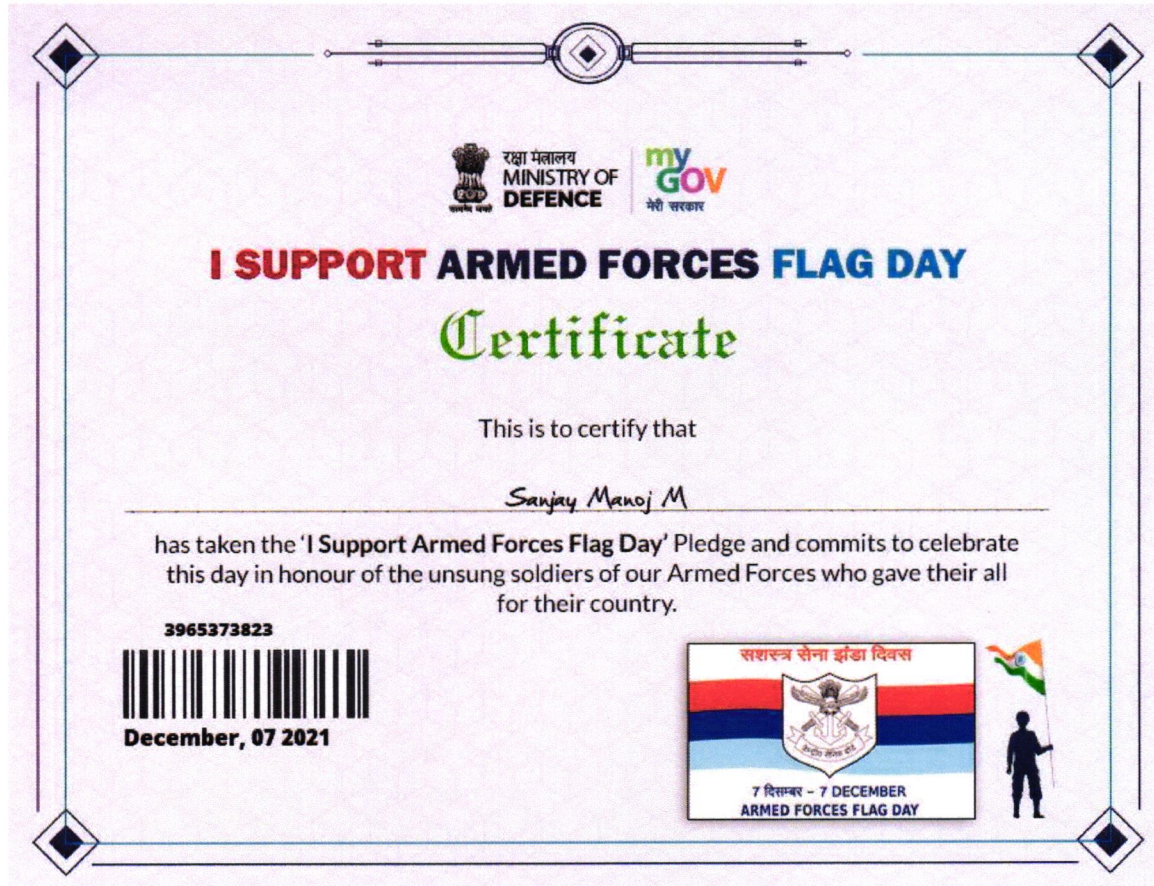 रक्षा मंत्रालय
MINISTRY OF
DEFENCE
सत्यमेव जयते
my
GOV
मेरी सरकार
I SUPPORT ARMED FORCES FLAG DAY
Certificate
This is to certify that
Sanjay Manoj M
has taken the 'I Support Armed Forces Flag Day' Pledge and commits to celebrate
this day in honour of the unsung soldiers of our Armed Forces who gave their all
for their country.
3965373823
December, 07 2021
सशस्त्र सेना झंडा दिवस
केन्द्रीय सैनिक बोर्ड
7 दिसम्बर – 7 DECEMBER
ARMED FORCES FLAG DAY